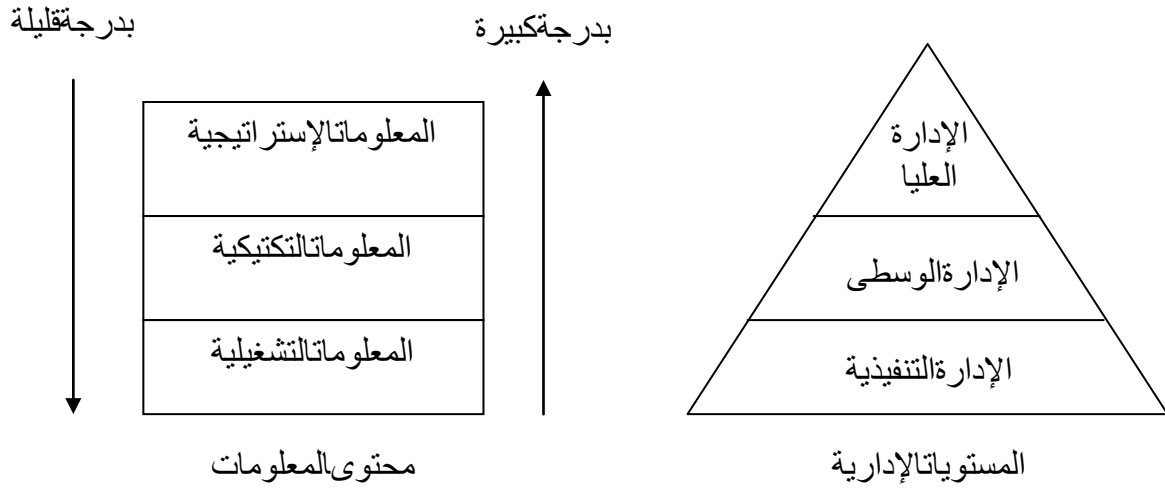 بدرجةكبيرة
بدرجةقليلة
الإدارة
العليا
الإدارةالوسطى
الإدارةالتنفيذية
المستوياتالإدارية
المعلوماتالإستراتيجية
المعلوماتالتكتيكية
المعلوماتالتشغيلية
محتوىالمعلومات